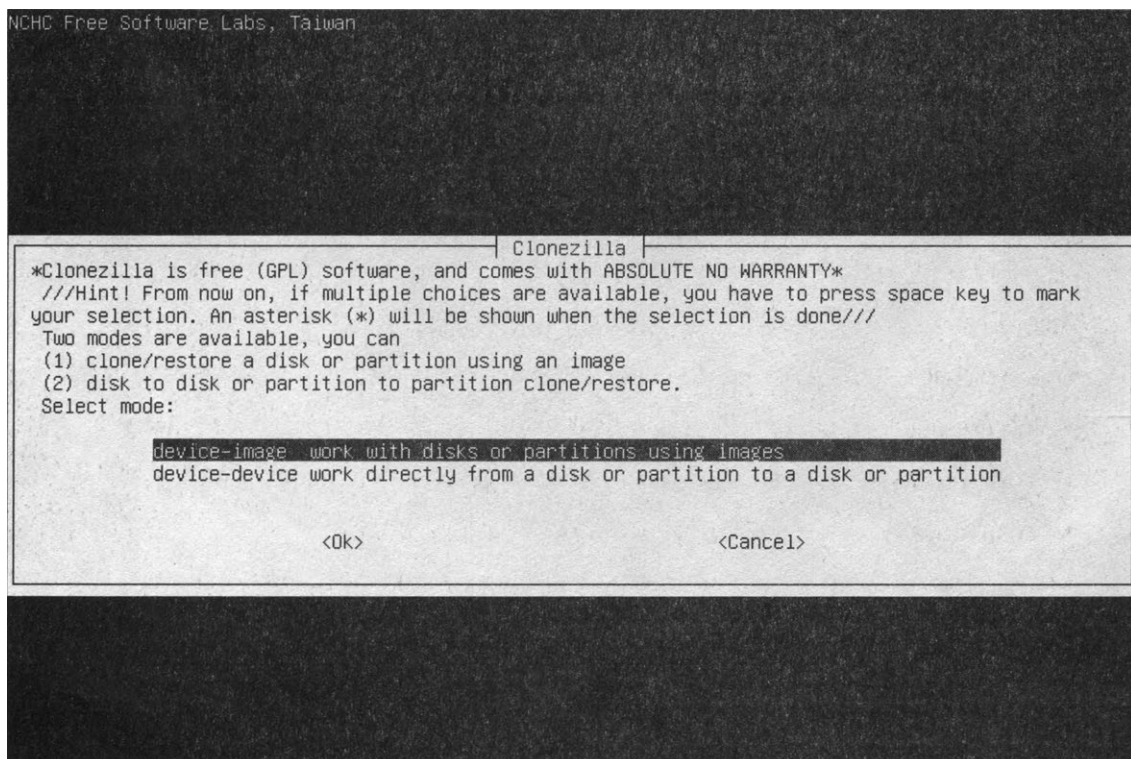 NCHC Free Software Labs, Taiwan
Clonezilla
*Clonezilla is free (GPL) software, and comes with ABSOLUTE NO WARRANTY*
///Hint! From now on, if multiple choices are available, you have to press space key to mark
your selection. An asterisk (*) will be shown when the selection is done///
Two modes are available, you can
(1) clone/restore a disk or partition using an image
(2) disk to disk or partition to partition clone/restore.
Select mode:
device-image work with disks or partitions using images
device-device work directly from a disk or partition to a disk or partition
<Ok> <Cancel>